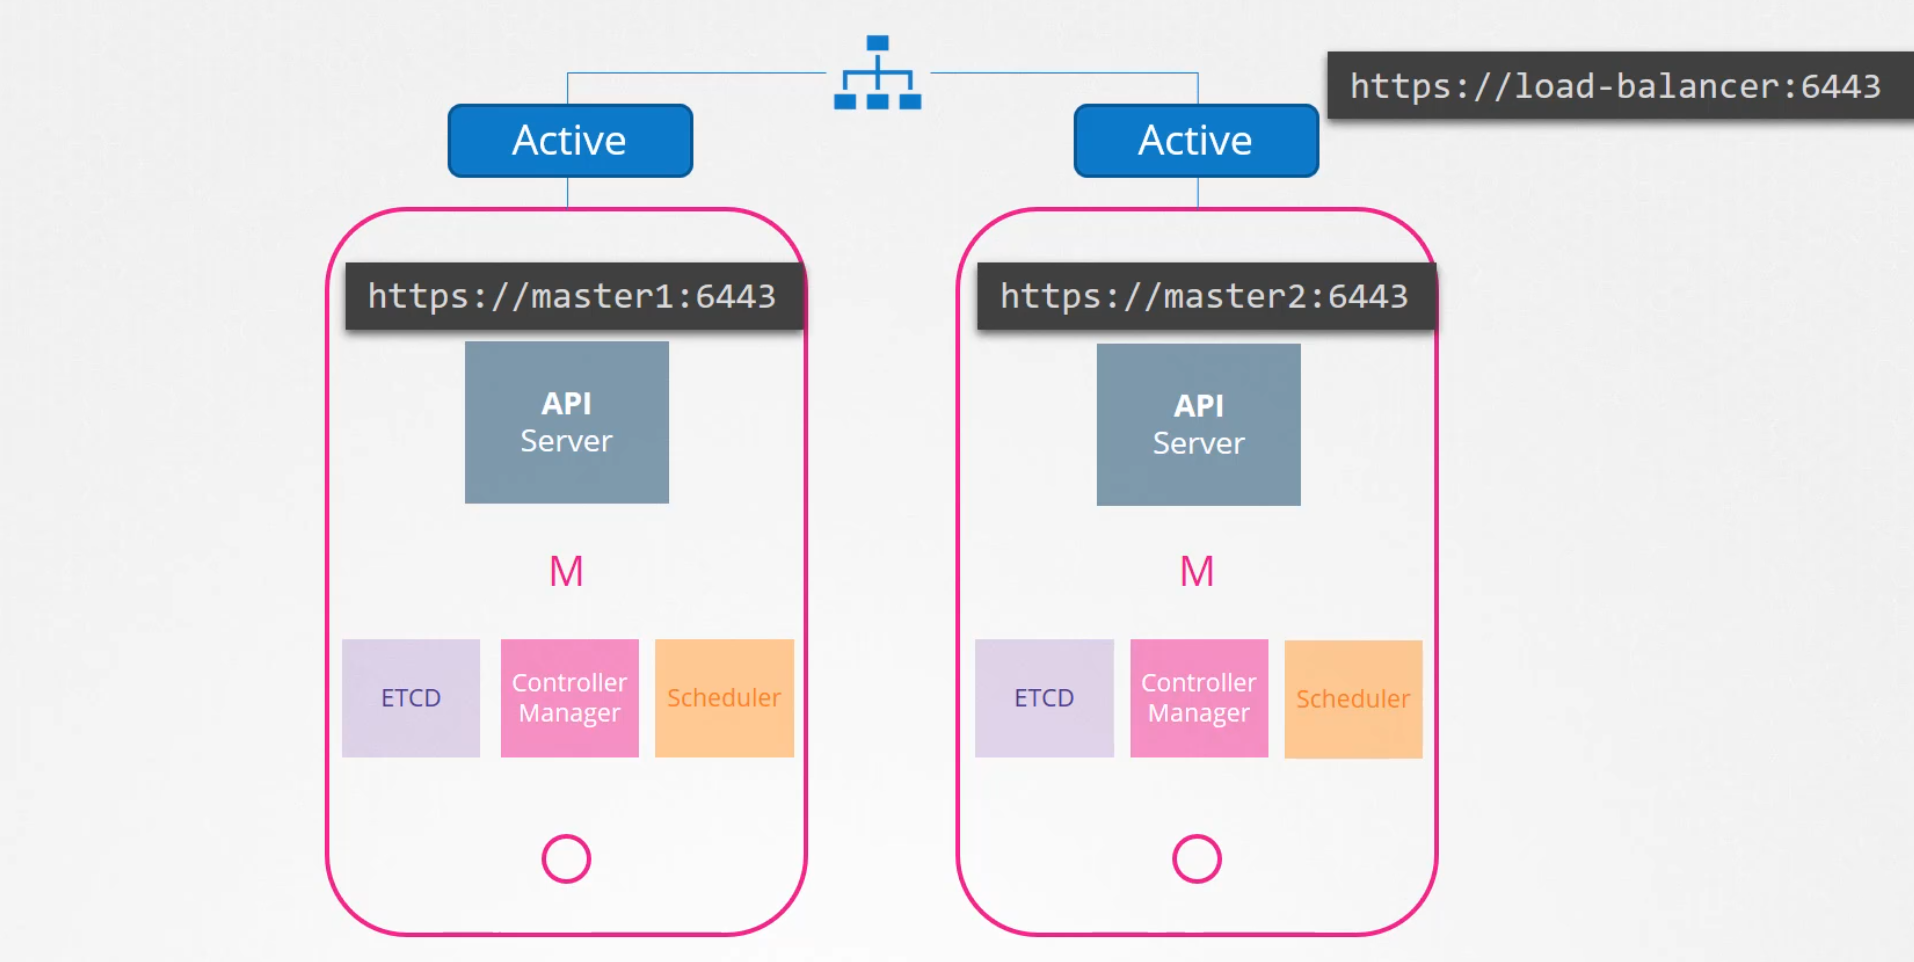 https://load-balancer:6443
Active
Active
https://master1:6443
https://master2:6443
API
Server
API
Server
M
M
ETCD
Controller
Manager
Scheduler
ETCD
Controller
Manager
Scheduler